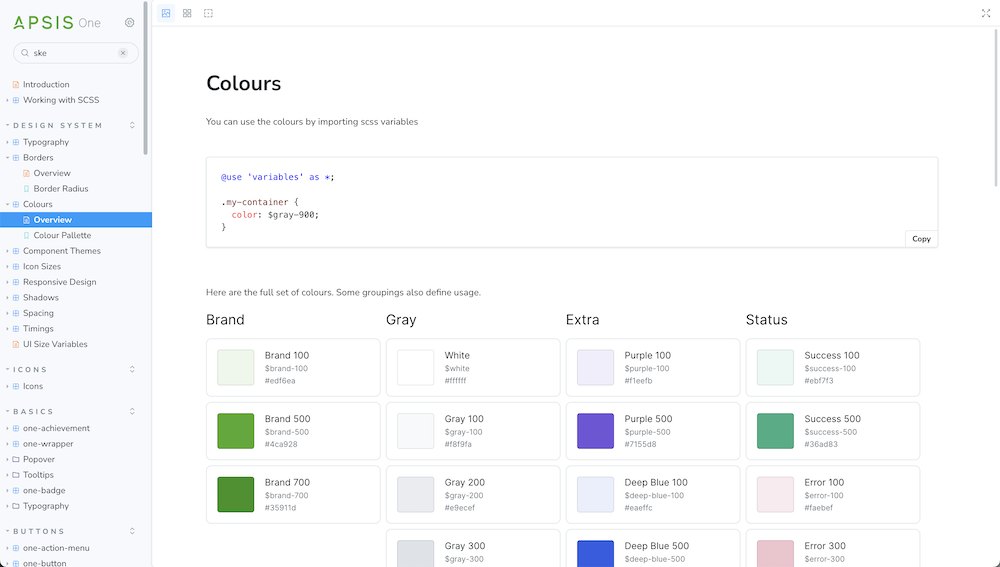 APSIS One
ske
Introduction
Working with SCSS
DESIGN SYSTEM
Typography
Borders
Overview
Border Radius
Colours
Overview
Colour Pallette
Component Themes
Icon Sizes
Responsive Design
Shadows
Spacing
Timings
UI Size Variables
ICONS
Icons
BASICS
one-achievement
one-wrapper
Popover
Tooltips
one-badge
Typography
BUTTONS
one-action-menu
one-button
Colours
You can use the colours by importing scss variables
@use 'variables' as *;
.my-container {
color: $gray-900;
}
Copy
Here are the full set of colours. Some groupings also define usage.
Brand
Brand 100
$brand-100
#edf6ea
Brand 500
$brand-500
#4ca928
Brand 700
$brand-700
#35911d
Gray
White
$white
#ffffff
Gray 100
$gray-100
#f8f9fa
Gray 200
$gray-200
#e9ecef
Gray 300
$gray-300
Extra
Purple 100
$purple-100
#f1eefb
Purple 500
$purple-500
#7155d8
Deep Blue 100
$deep-blue-100
#eaeffc
Deep Blue 500
$deep-blue-500
Status
Success 100
$success-100
#ebf7f3
Success 500
$success-500
#36ad83
Error 100
$error-100
#faebef
Error 300
$error-300